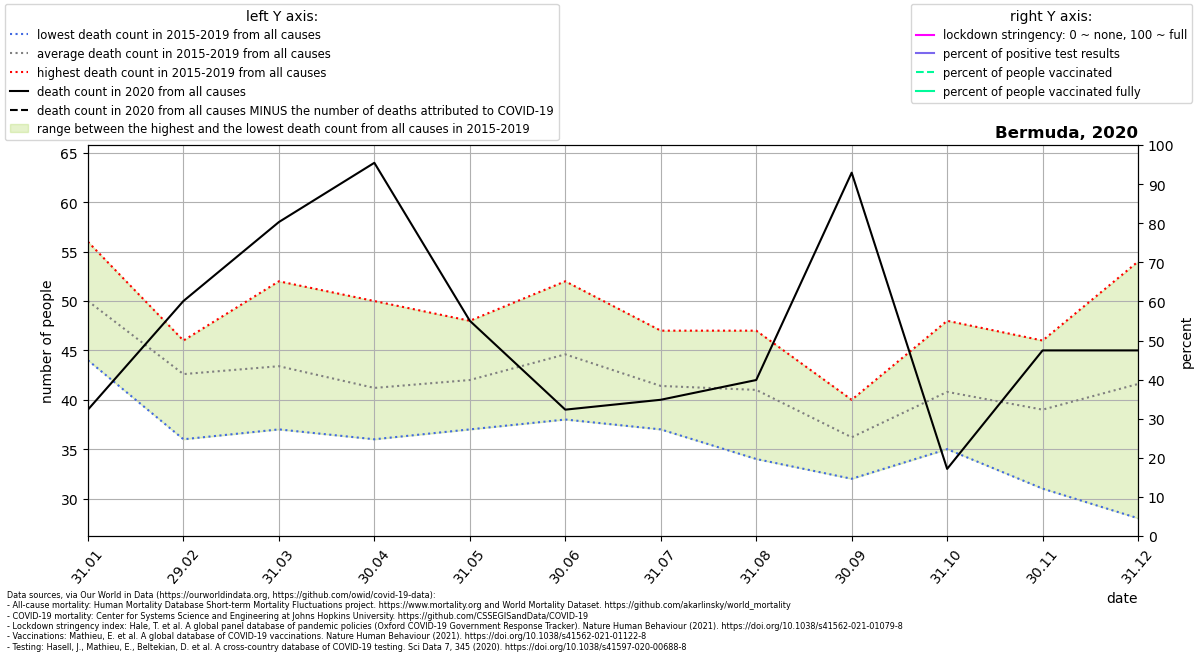 left Y axis:
lowest death count in 2015-2019 from all causes
average death count in 2015-2019 from all causes
highest death count in 2015-2019 from all causes
death count in 2020 from all causes
death count in 2020 from all causes MINUS the number of deaths attributed to COVID-19
range between the highest and the lowest death count from all causes in 2015-2019
right Y axis:
lockdown stringency: 0 ~ none, 100 ~ full
percent of positive test results
percent of people vaccinated
percent of people vaccinated fully
Bermuda, 2020
number of people
65
60
55
50
45
40
35
30
100
90
80
70
60
50
40
30
20
10
0
percent
31.01
29.02
31.03
30.04
31.05
30.06
31.07
31.08
30.09
31.10
30.11
31.12
date
Data sources, via Our World in Data (https://ourworldindata.org, https://github.com/owid/covid-19-data):
- All-cause mortality: Human Mortality Database Short-term Mortality Fluctuations project. https://www.mortality.org and World Mortality Dataset. https://github.com/akarlinsky/world_mortality
- COVID-19 mortality: Center for Systems Science and Engineering at Johns Hopkins University. https://github.com/CSSEGISandData/COVID-19
- Lockdown stringency index: Hale, T. et al. A global panel database of pandemic policies (Oxford COVID-19 Government Response Tracker). Nature Human Behaviour (2021). https://doi.org/10.1038/s41562-021-01079-8
- Vaccinations: Mathieu, E. et al. A global database of COVID-19 vaccinations. Nature Human Behaviour (2021). https://doi.org/10.1038/s41562-021-01122-8
- Testing: Hasell, J., Mathieu, E., Beltekian, D. et al. A cross-country database of COVID-19 testing. Sci Data 7, 345 (2020). https://doi.org/10.1038/s41597-020-00688-8